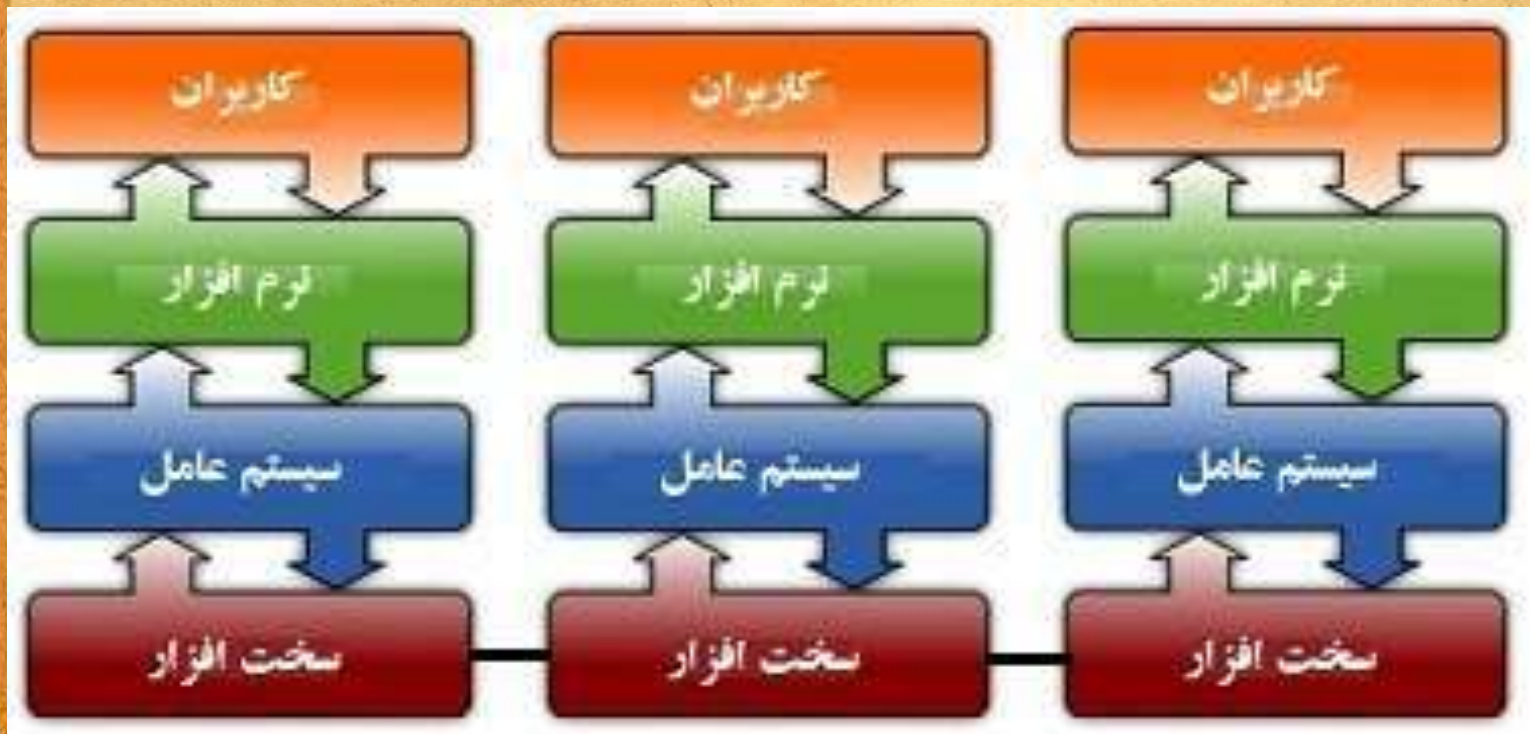 کاربران
کاربران
کاربران
نرم افزار
نرم افزار
نرم افزار
سیستم عامل
سیستم عامل
سیستم عامل
سخت افزار
سخت افزار
سخت افزار